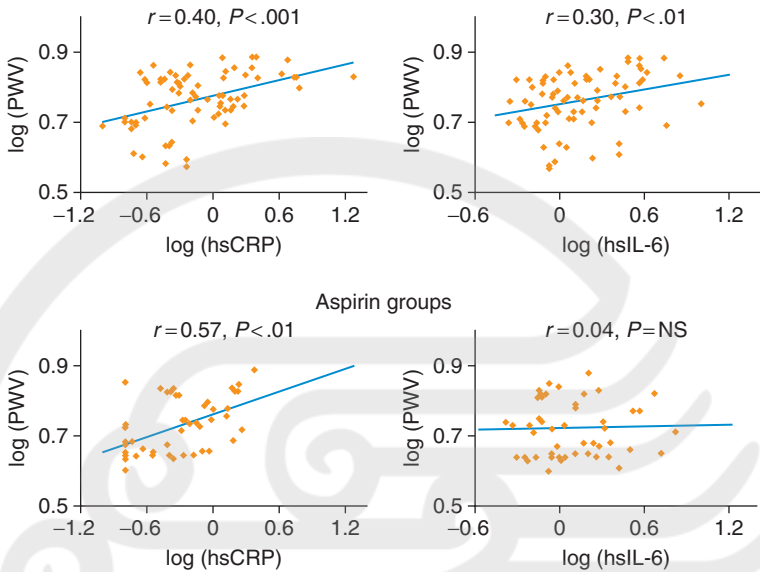 r=0.40, P<.001
0.9
0.7
0.5
log (PWV)
−1.2 −0.6 0 0.6 1.2
log (hsCRP)
r=0.30, P<.01
0.9
0.7
0.5
log (PWV)
−0.6 0 0.6 1.2
log (hsIL-6)
Aspirin groups
r=0.57, P<.01
0.9
0.7
0.5
log (PWV)
−1.2 −0.6 0 0.6 1.2
log (hsCRP)
r=0.04, P=NS
0.9
0.7
0.5
log (PWV)
−0.6 0 0.6 1.2
log (hsIL-6)